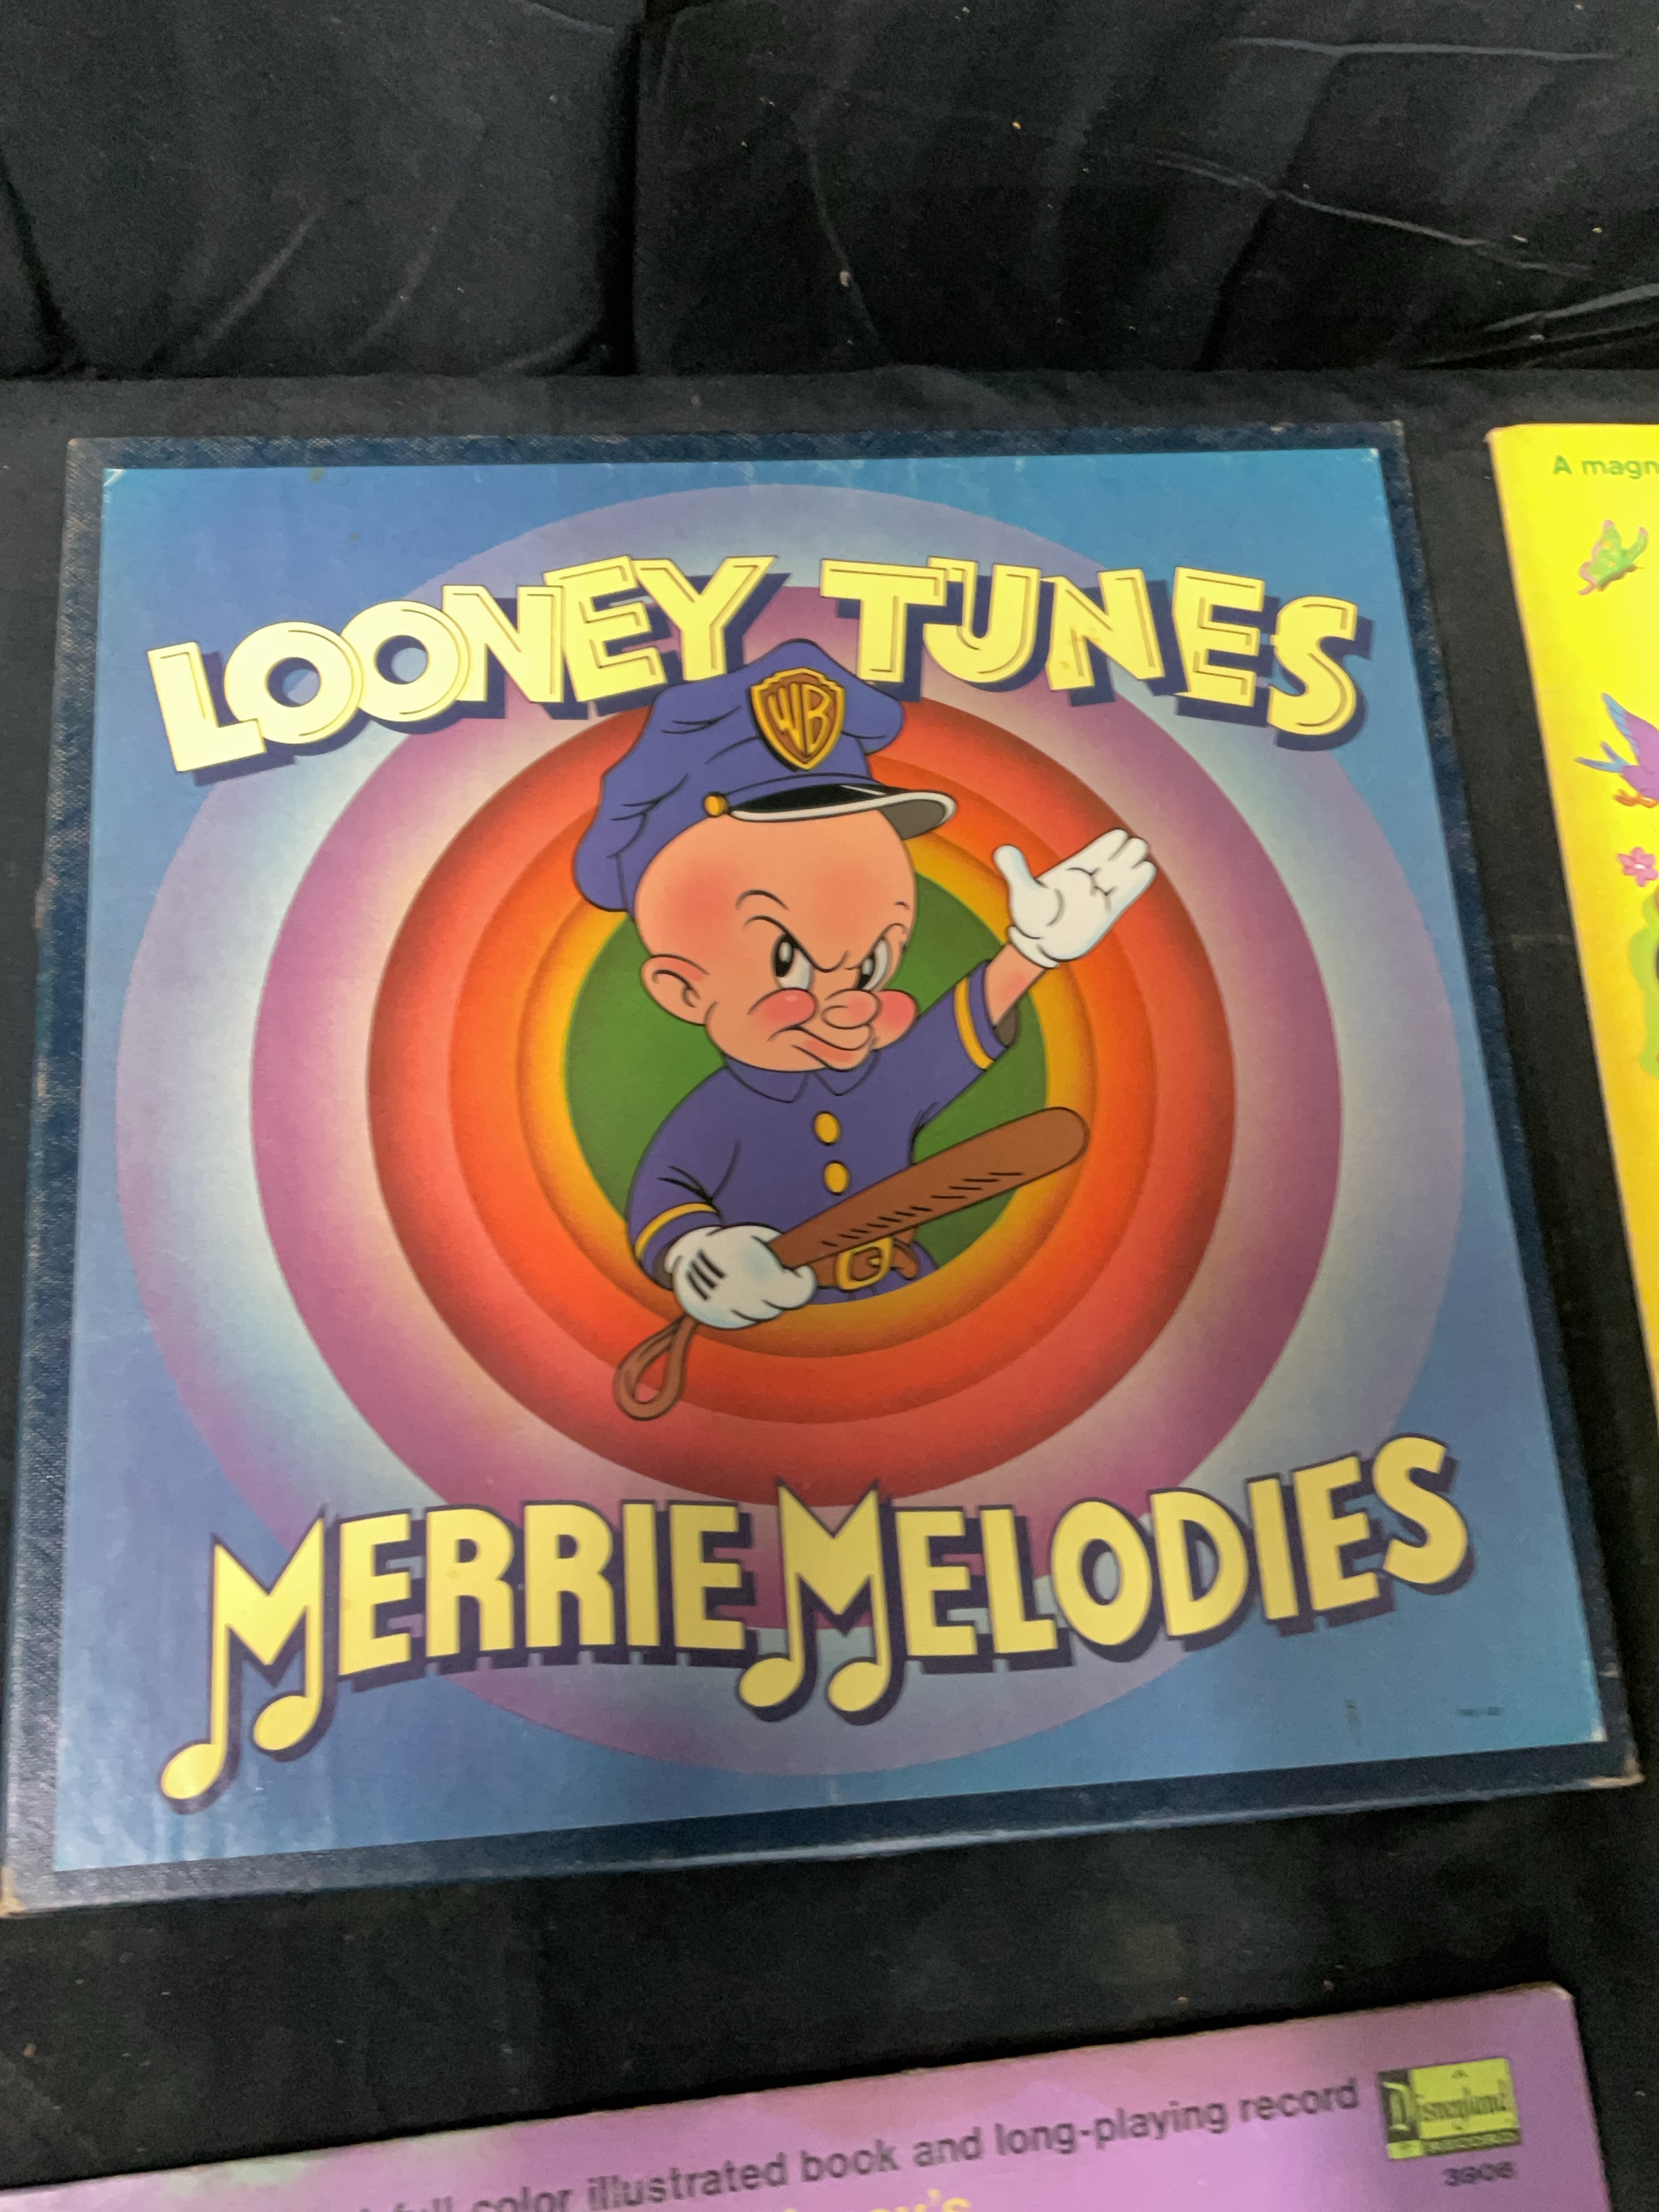 A magn
LOONEY TUNES
WB
MERRIE MELODIES
full color illustrated book and long-playing record
Disneyland
3906